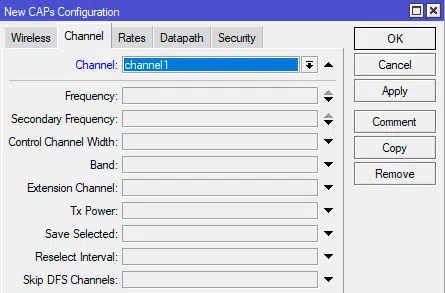 New CAPs Configuration
Wireless Channel Rates Datapath Security
Channel: channel1
Frequency:
Secondary Frequency:
Control Channel Width:
Band:
Extension Channel:
Tx Power:
Save Selected:
Reselect Interval:
Skip DFS Channels:
OK
Cancel
Apply
Comment
Copy
Remove